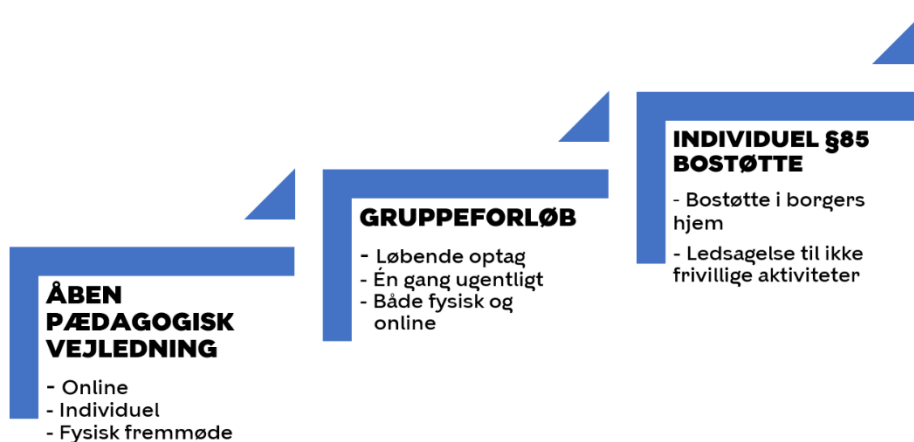 ÅBEN
PÆDAGOGISK
VEJLEDNING
- Online
- Individuel
- Fysisk fremmøde
GRUPPEFORLØB
- Løbende optag
- Én gang ugentligt
- Både fysisk og
online
INDIVIDUEL §85
BOSTØTTE
- Bostøtte i borgers
hjem
- Ledsagelse til ikke
frivillige aktiviteter